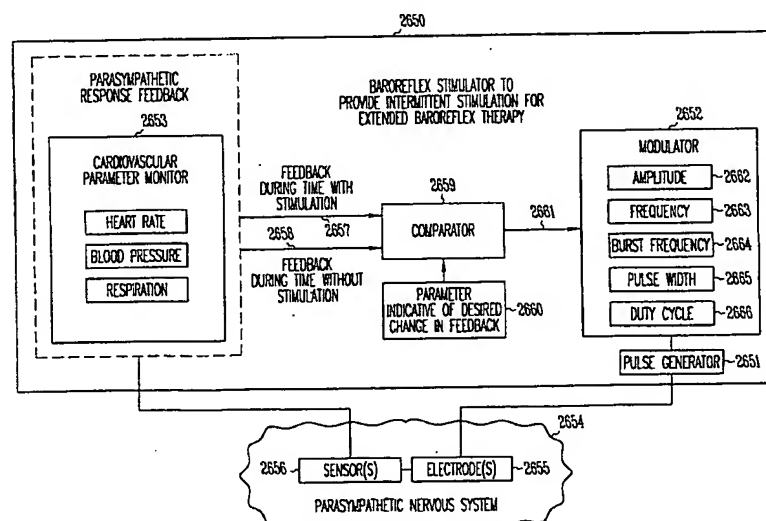 2650
PARASYMPATHETIC
RESPONSE FEEDBACK
2653
CARDIOVASCULAR
PARAMETER MONITOR
HEART RATE
BLOOD PRESSURE
RESPIRATION
BAROREFLEX STIMULATOR TO
PROVIDE INTERMITTENT STIMULATION FOR
EXTENDED BAROREFLEX THERAPY
FEEDBACK
DURING TIME WITH
STIMULATION
2657
2658
FEEDBACK
DURING TIME WITHOUT
STIMULATION
2659
COMPARATOR
PARAMETER
INDICATIVE OF DESIRED
CHANGE IN FEEDBACK
2660
2661
2652
MODULATOR
AMPLITUDE
2662
FREQUENCY
2663
BURST FREQUENCY
2664
PULSE WIDTH
2665
DUTY CYCLE
2666
PULSE GENERATOR
2651
2654
2656
SENSOR(S)
ELECTRODE(S)
2655
PARASYMPATHETIC NERVOUS SYSTEM